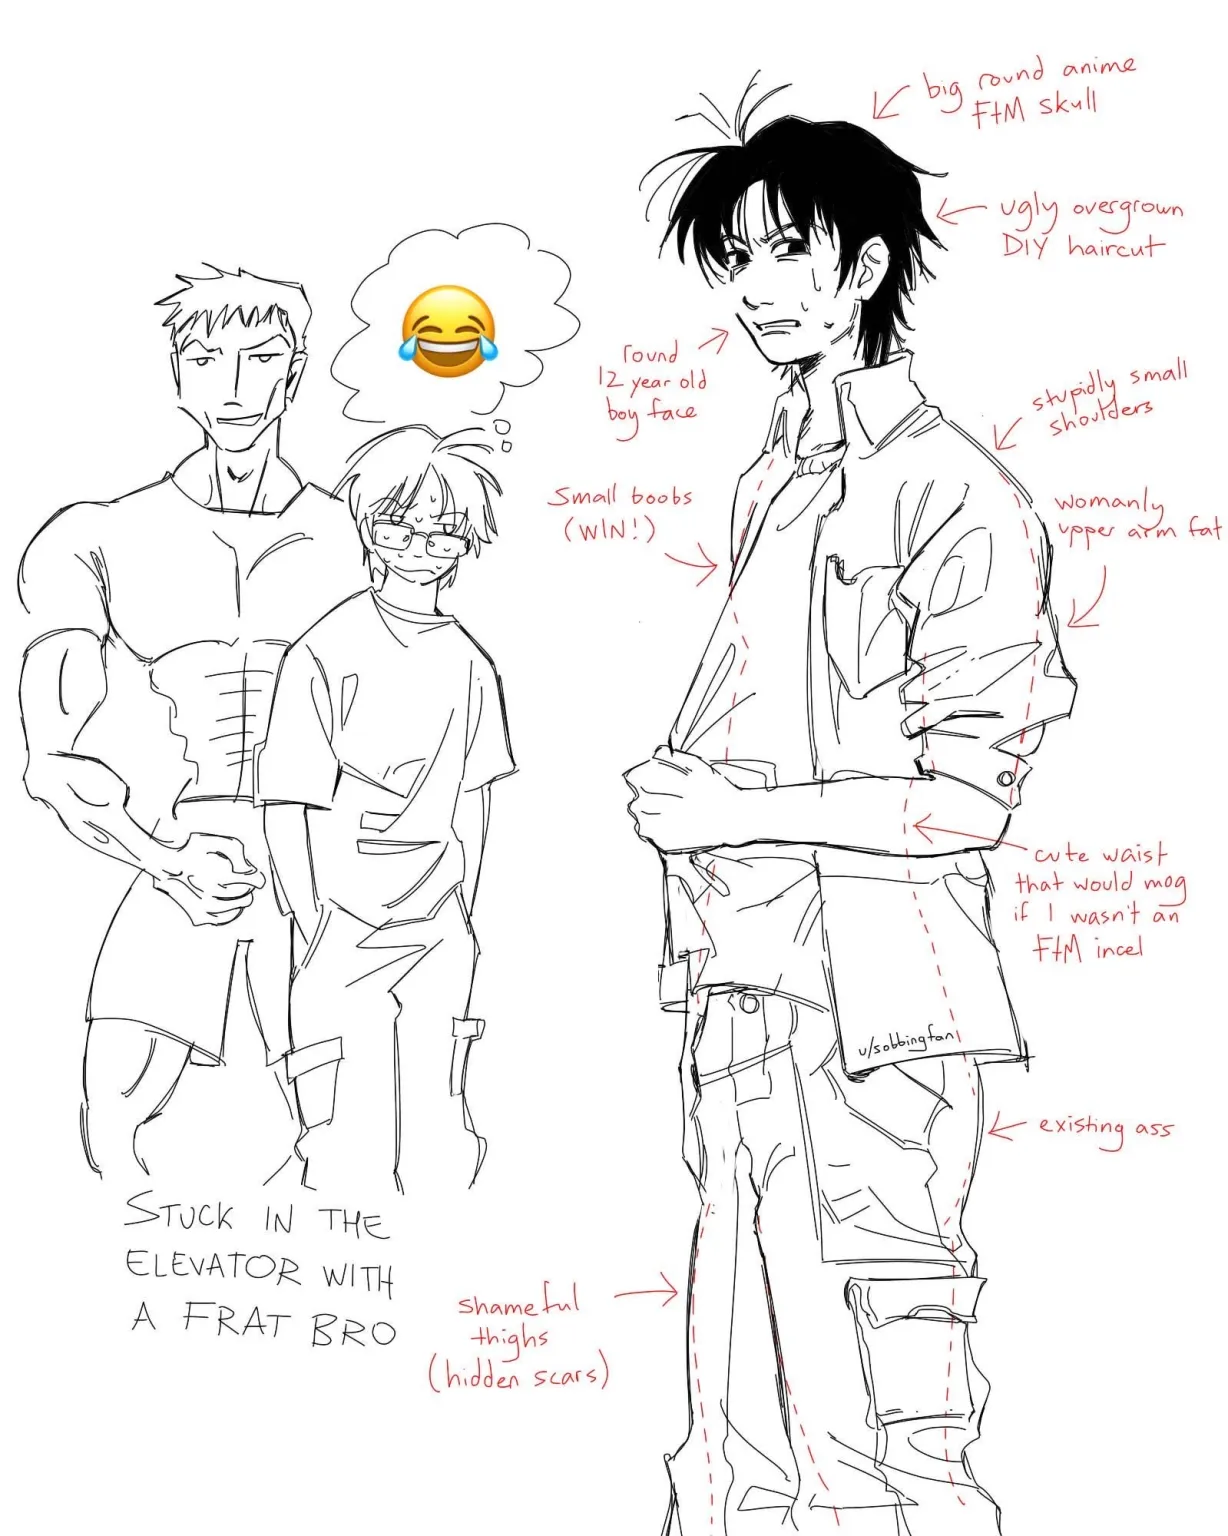 big round anime
FtM skull
ugly overgrown
DIY haircut
round
12 year old
boy face
stupidly small
shoulders
small boobs
(WIN!)
womanly
upper arm fat
cute waist
that would mog
if I wasn't an
FtM incel
u/sobbingfan
existing ass
STUCK IN THE
ELEVATOR WITH
A FRAT BRO
shameful
thighs
(hidden scars)